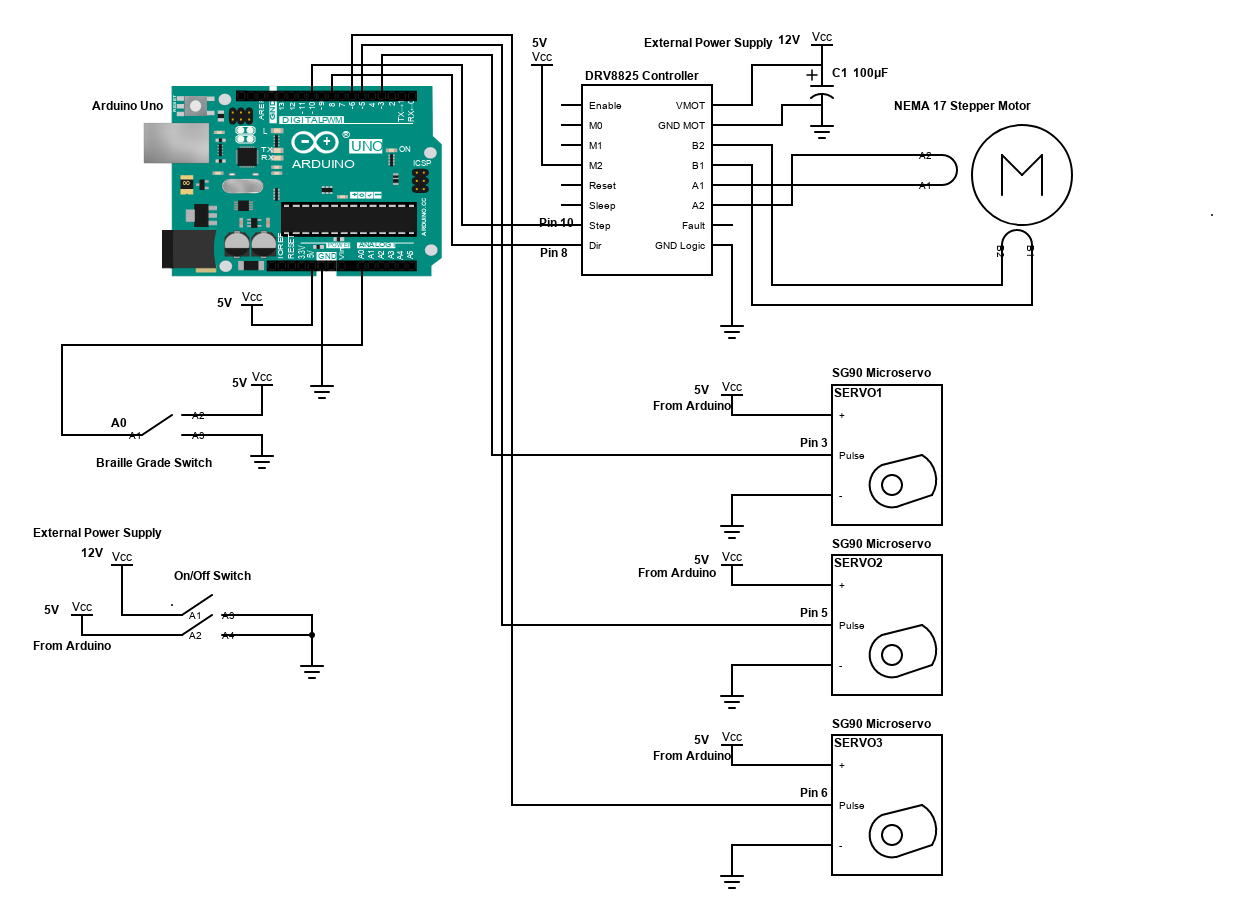 Arduino Uno
AREF
GND
13
12
~11
~10
~9
8
7
~6
~5
4
~3
2
TX→1
RX←0
DIGITAL PWM
L
TX
RX
UNO
ARDUINO
ON
ICSP
ARDUINO.CC
IOREF
RESET
3.3V
5V
GND
Vin
POWER
ANALOG
A0
A1
A2
A3
A4
A5
5V
Vcc
5V
Vcc
A0
A1
A2
A3
Braille Grade Switch
External Power Supply
12V
Vcc
On/Off Switch
5V
Vcc
A1
A3
A2
A4
From Arduino
5V
Vcc
External Power Supply 12V
Vcc
DRV8825 Controller
+
C1 100µF
Enable
M0
M1
M2
Reset
Sleep
Step
Dir
VMOT
GND MOT
B2
B1
A1
A2
Fault
GND Logic
Pin 10
Pin 8
NEMA 17 Stepper Motor
A2
A1
M
B2
B1
SG90 Microservo
5V
Vcc
SERVO1
From Arduino
+
Pin 3
Pulse
-
SG90 Microservo
5V
Vcc
SERVO2
From Arduino
+
Pin 5
Pulse
-
SG90 Microservo
5V
Vcc
SERVO3
From Arduino
+
Pin 6
Pulse
-